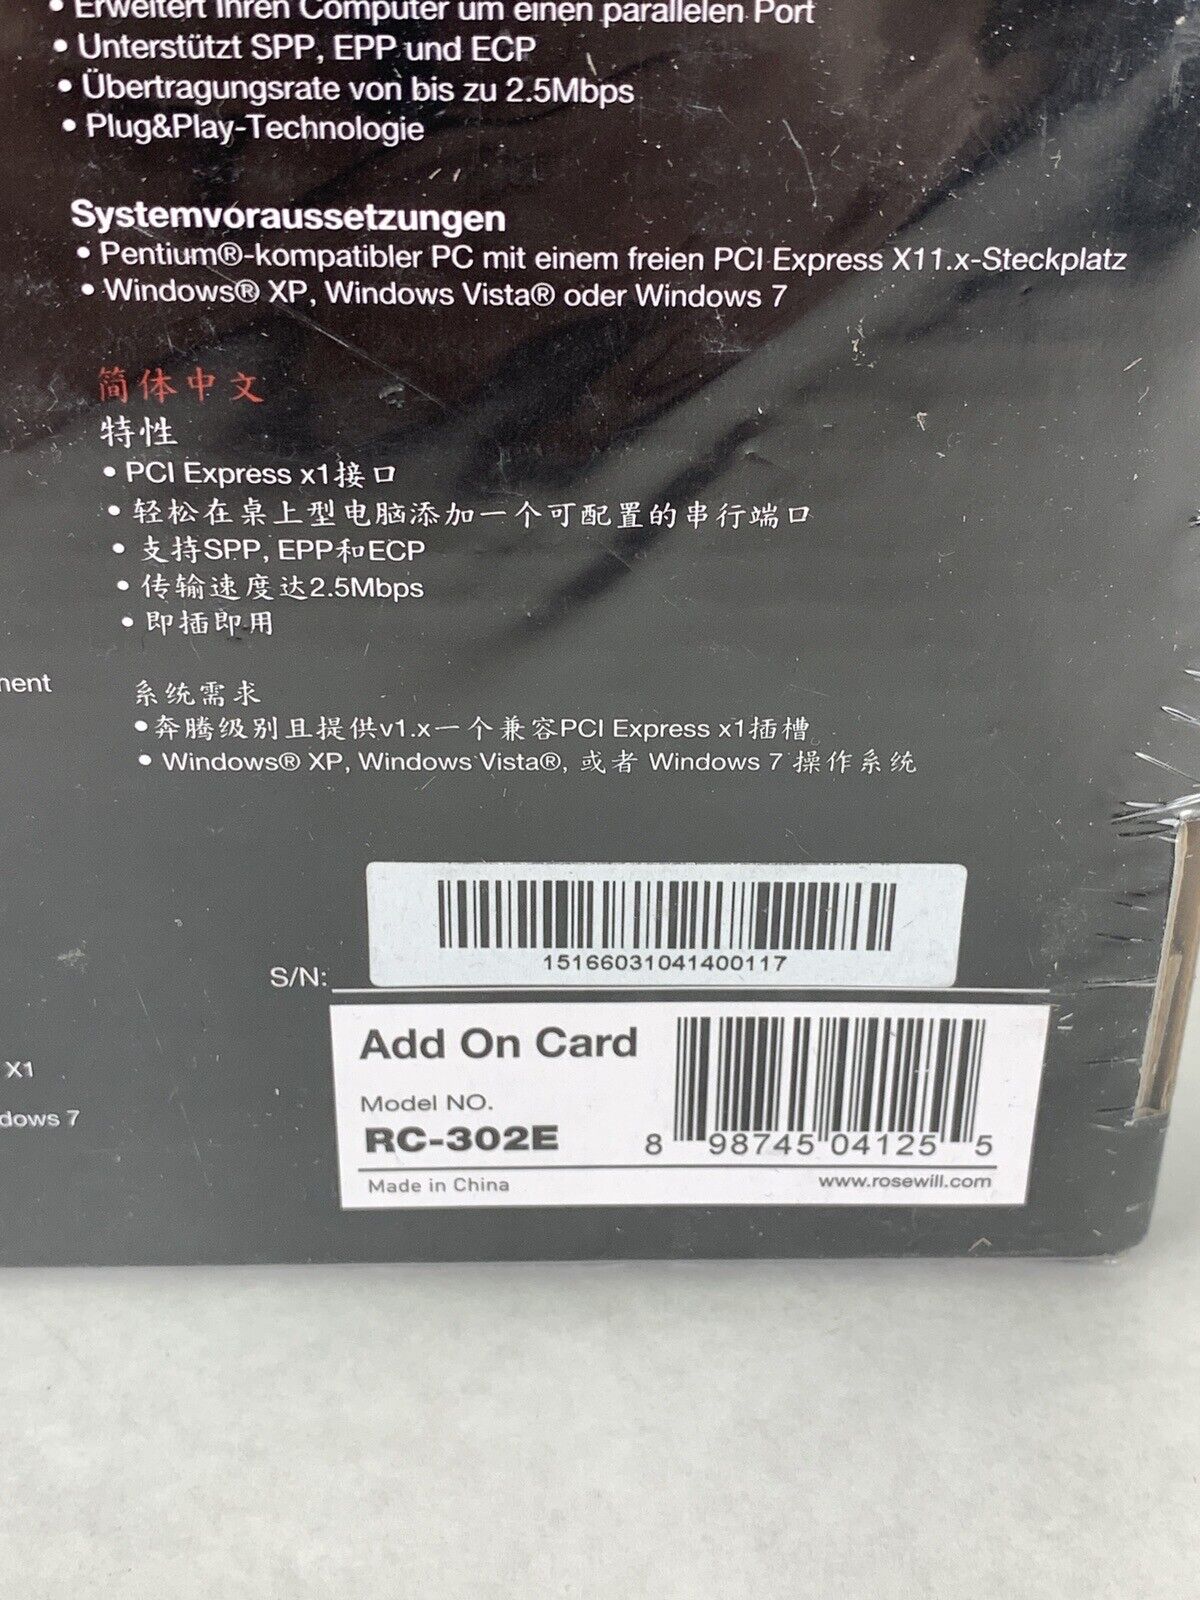 • Erweitert Ihren Computer um einen parallelen Port
• Unterstützt SPP, EPP und ECP
• Übertragungsrate von bis zu 2.5Mbps
• Plug&Play-Technologie
Systemvoraussetzungen
• Pentium®-kompatibler PC mit einem freien PCI Express X11.x-Steckplatz
• Windows® XP, Windows Vista® oder Windows 7
简体中文
特性
• PCI Express x1接口
• 轻松在桌上型电脑添加一个可配置的串行端口
• 支持SPP, EPP和ECP
• 传输速度达2.5Mbps
• 即插即用
系统需求
• 奔腾级别且提供v1.x一个兼容PCI Express x1插槽
• Windows® XP, Windows Vista®, 或者 Windows 7 操作系统
X1
7
S/N:
15166031041400117
Add On Card
Model NO.
RC-302E
8 98745 04125 5
Made in China
www.rosewill.com